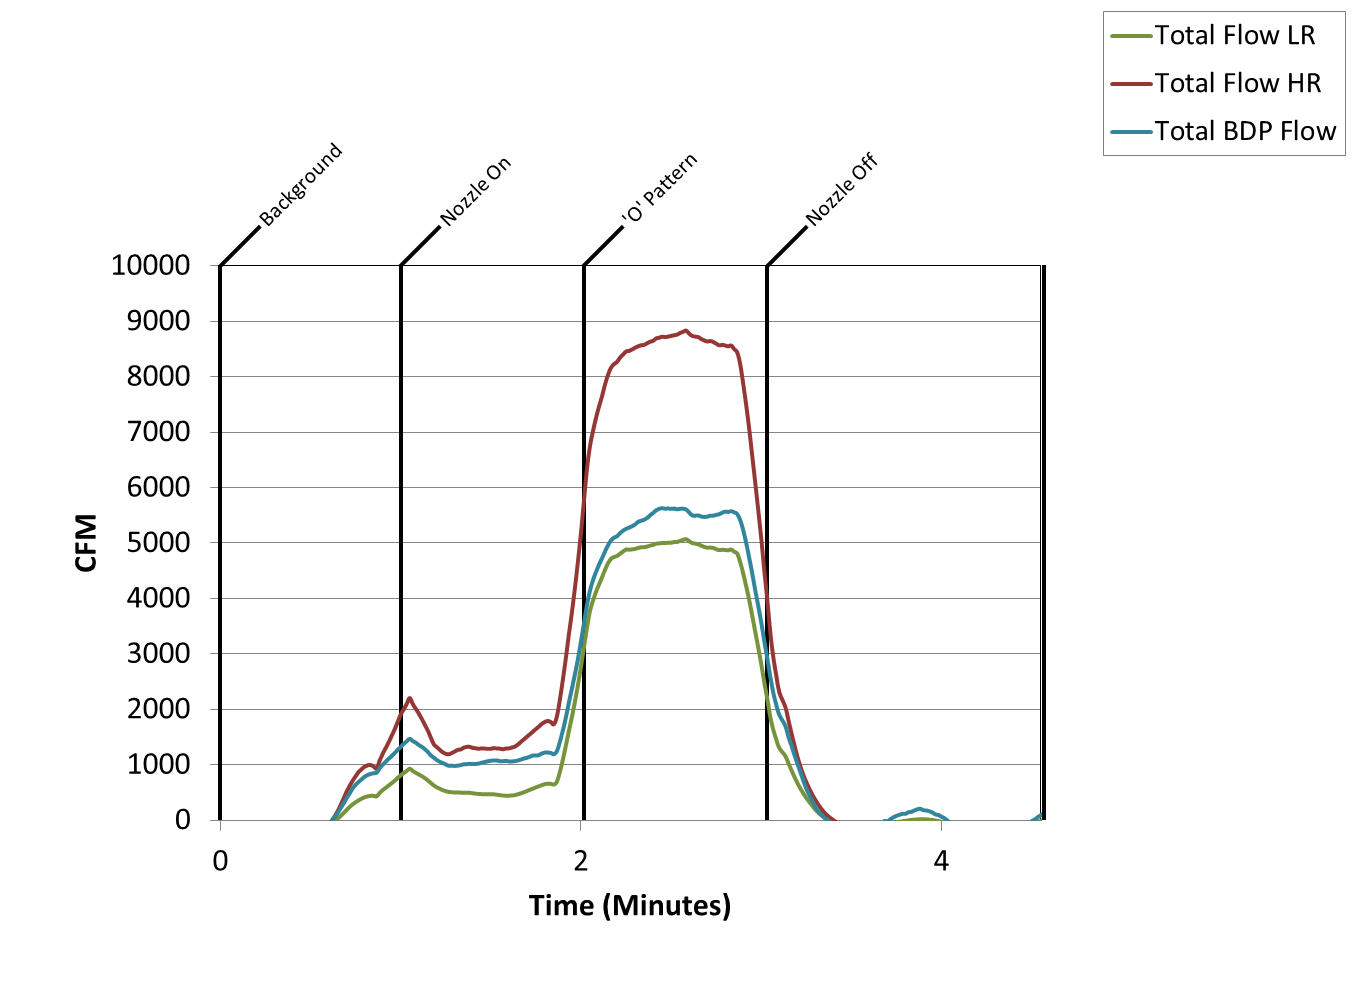 Total Flow LR
Total Flow HR
Total BDP Flow
Background
Nozzle On
'O' Pattern
Nozzle Off
10000
9000
8000
7000
6000
5000
4000
3000
2000
1000
0
CFM
0 2 4
Time (Minutes)